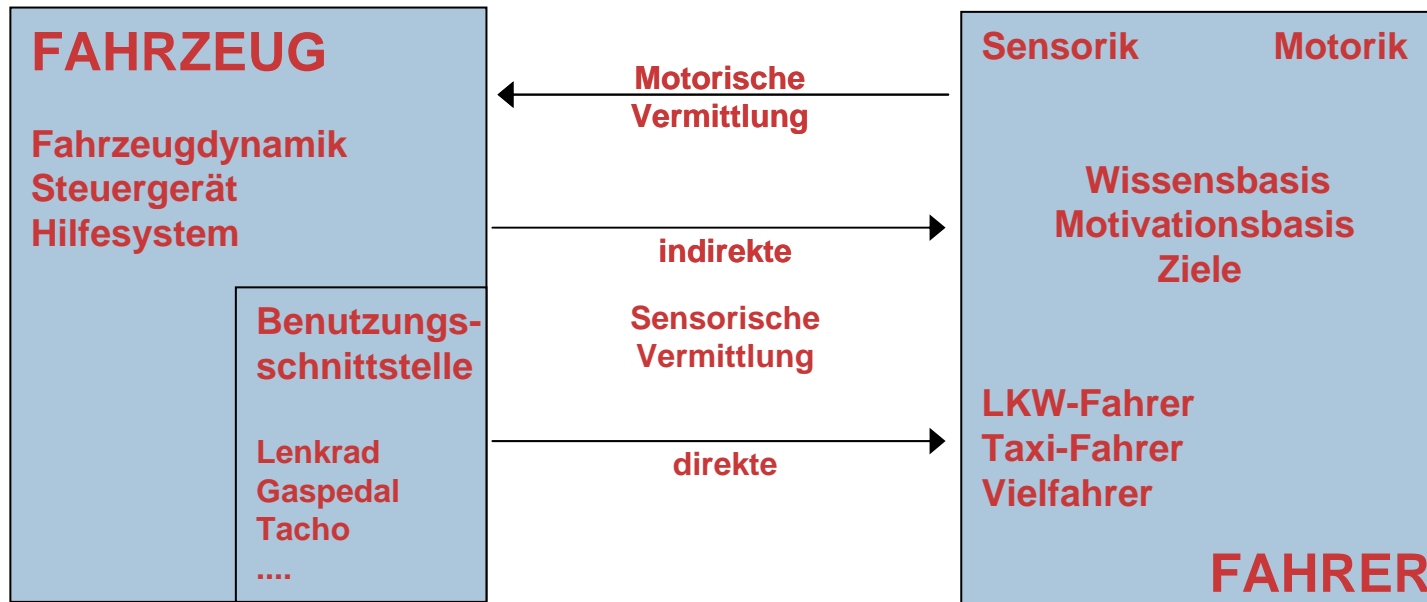 FAHRZEUG
Fahrzeugdynamik
Steuergerät
Hilfesystem
Benutzungs-
schnittstelle
Lenkrad
Gaspedal
Tacho
....
Motorische
Vermittlung
indirekte
Sensorische
Vermittlung
direkte
Sensorik Motorik
Wissensbasis
Motivationsbasis
Ziele
LKW-Fahrer
Taxi-Fahrer
Vielfahrer
FAHRER